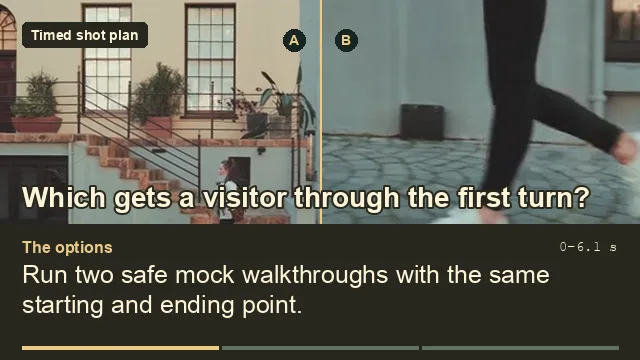 Timed shot plan
A
B
Which gets a visitor through the first turn?
The options
0–6.1 s
Run two safe mock walkthroughs with the same
starting and ending point.